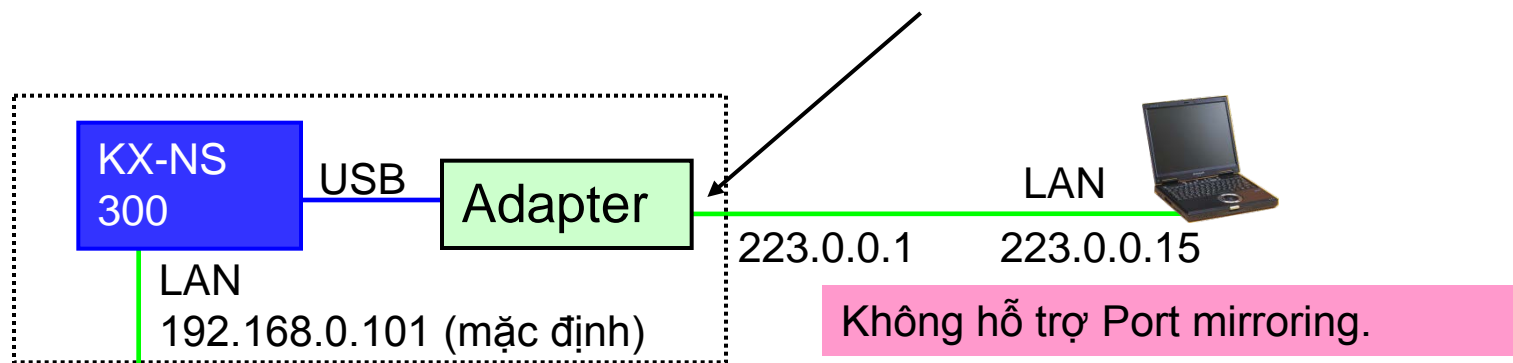 KX-NS
300
USB
Adapter
LAN
223.0.0.1
223.0.0.15
LAN
192.168.0.101 (mặc định)
Không hỗ trợ Port mirroring.